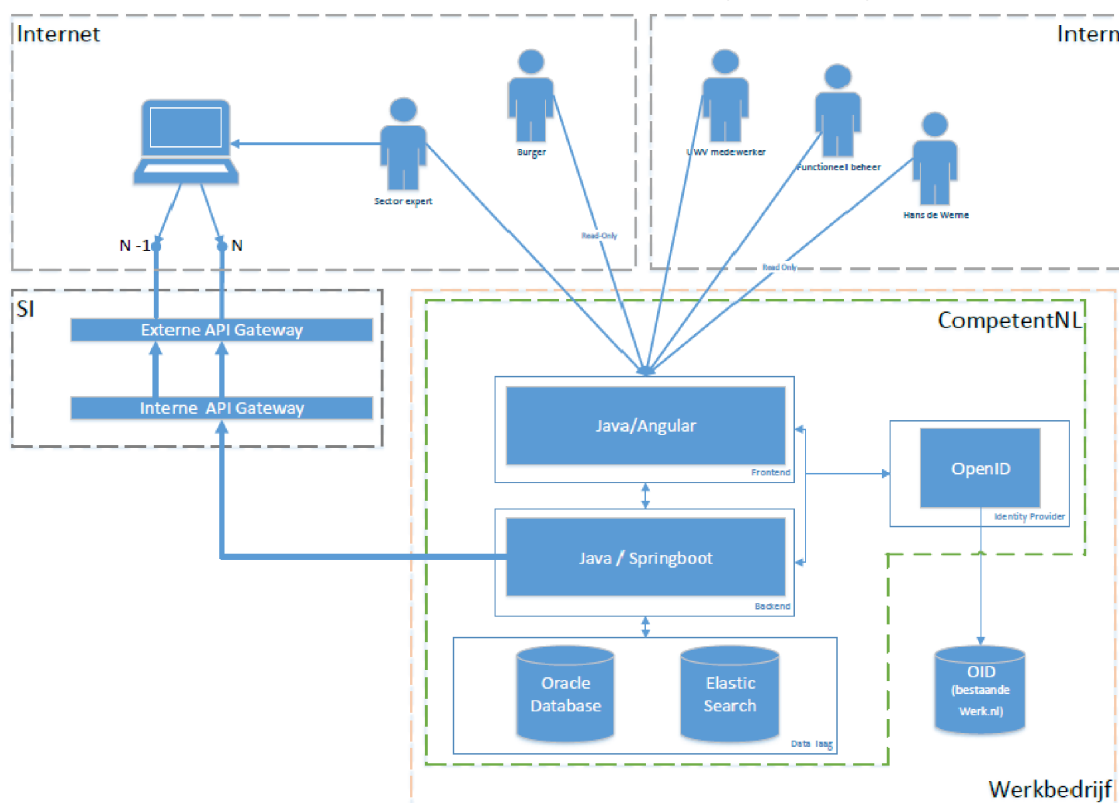 Internet
Intern
Burger
UWV medewerker
Functioneel beheer
Sector expert
Hans de Werne
N -1
N
Read-Only
Read Only
SI
Externe API Gateway
Interne API Gateway
CompetentNL
Java/Angular
Frontend
OpenID
Identity Provider
Java / Springboot
Backend
Oracle
Database
Elastic
Search
Data laag
OID
(bestaande
Werk.nl)
Werkbedrijf